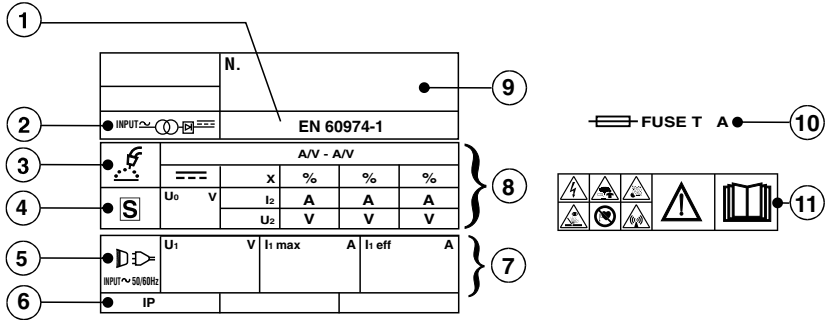 1
N.
9
2 INPUT~ EN 60974-1
FUSE T A 10
3 A/V - A/V
X % % %
8
4 S U₀ V I₂ A A A
U₂ V V V
11
5 U₁ V I₁ max A I₁ eff A
7
INPUT~ 50/60Hz
6 IP